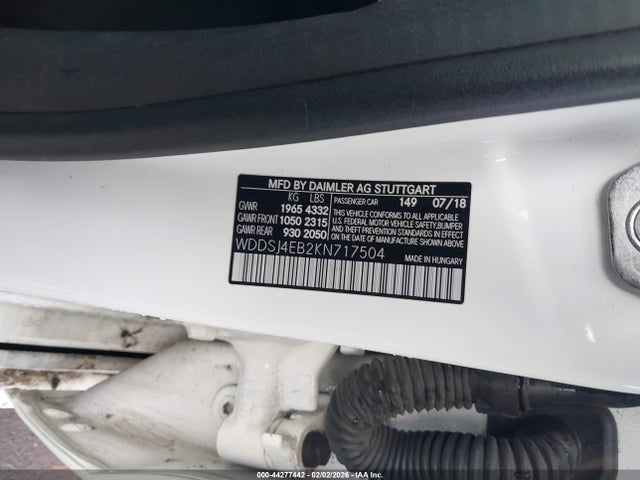 MFD BY DAIMLER AG STUTTGART
KG LBS
GVWR 1965 4332
GAWR FRONT 1050 2315
GAWR REAR 930 2050
PASSENGER CAR 149 07/18
THIS VEHICLE CONFORMS TO ALL APPLICABLE
U.S. FEDERAL MOTOR VEHICLE SAFETY,BUMPER
AND THEFT PREVENTION STANDARDS IN EFFECT
ON THE DATE OF MANUFACTURE SHOWN ABOVE.
WDDSJ4EB2KN717504
MADE IN HUNGARY
000-44277442 - 02/02/2026 - IAAI.COM